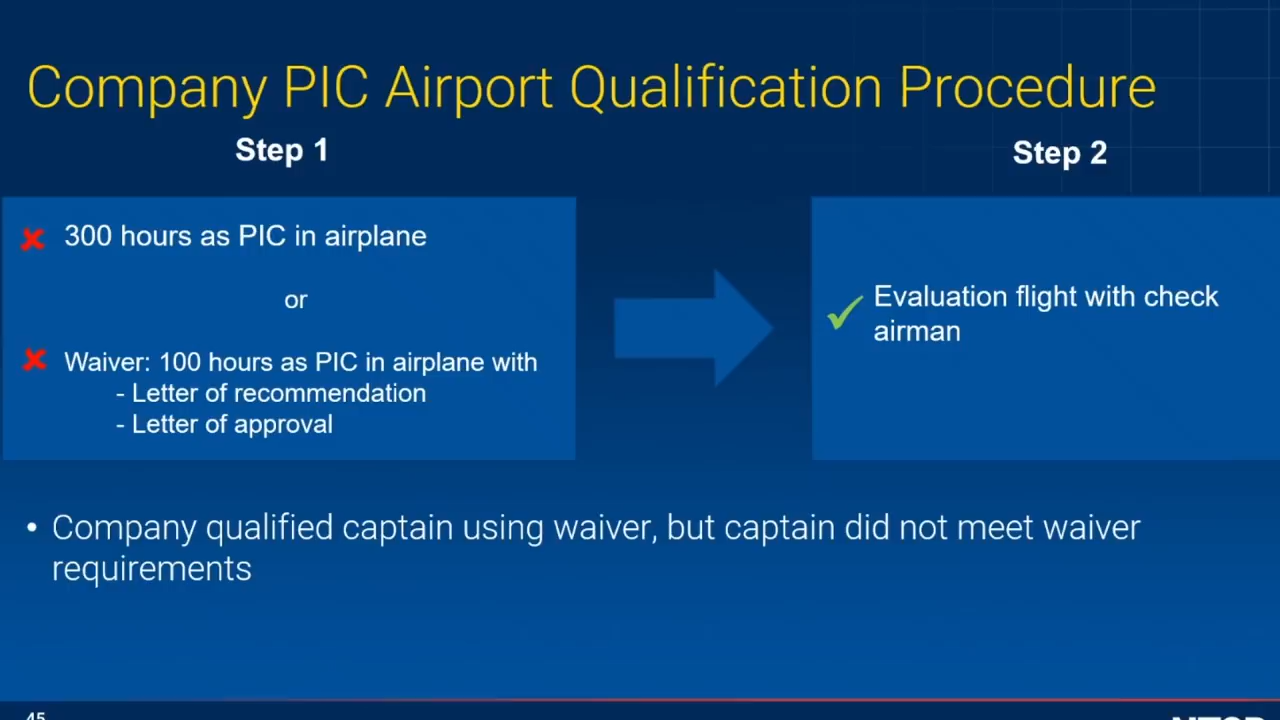 Company PIC Airport Qualification Procedure
Step 1
Step 2
300 hours as PIC in airplane
or
Waiver: 100 hours as PIC in airplane with
- Letter of recommendation
- Letter of approval
Evaluation flight with check
airman
• Company qualified captain using waiver, but captain did not meet waiver
requirements
45
NTSB